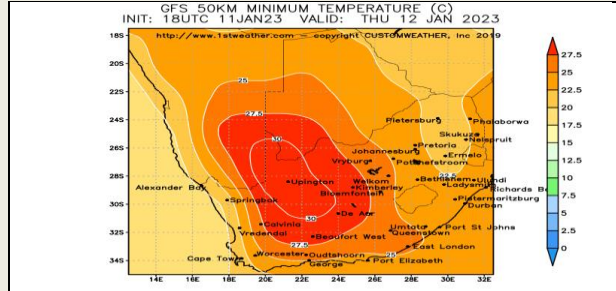 GFS 50KM MINIMUM TEMPERATURE (C)
INIT: 18UTC 11JAN23 VALID: THU 12 JAN 2023
http://www.1stweather.com — copyright CUSTOMWEATHER, Inc 2019
18S
20S
22S
24S
26S
28S
30S
32S
34S
25
27.5
30
30
27.5
25
22.5
Pietersburg
Phalaborwa
Skukuza
Nelspruit
Pretoria
Johannesburg
Ermelo
Vryburg
Potchefstroom
Welkom
Bethlehem
Ulundi
Upington
Kimberley
Ladysmith
Alexander Bay
Bloemfontein
Richards Ba
Springbok
Pietermaritzburg
Durban
De Aar
Calvinia
Umtata
Port St Johns
Vredendal
Beaufort West
Queenstown
East London
Worcester
Oudtshoorn
Cape Town
George
Port Elizabeth
14E 16E 18E 20E 22E 24E 26E 28E 30E 32E
27.5
25
22.5
20
17.5
15
12.5
10
7.5
5
2.5
0